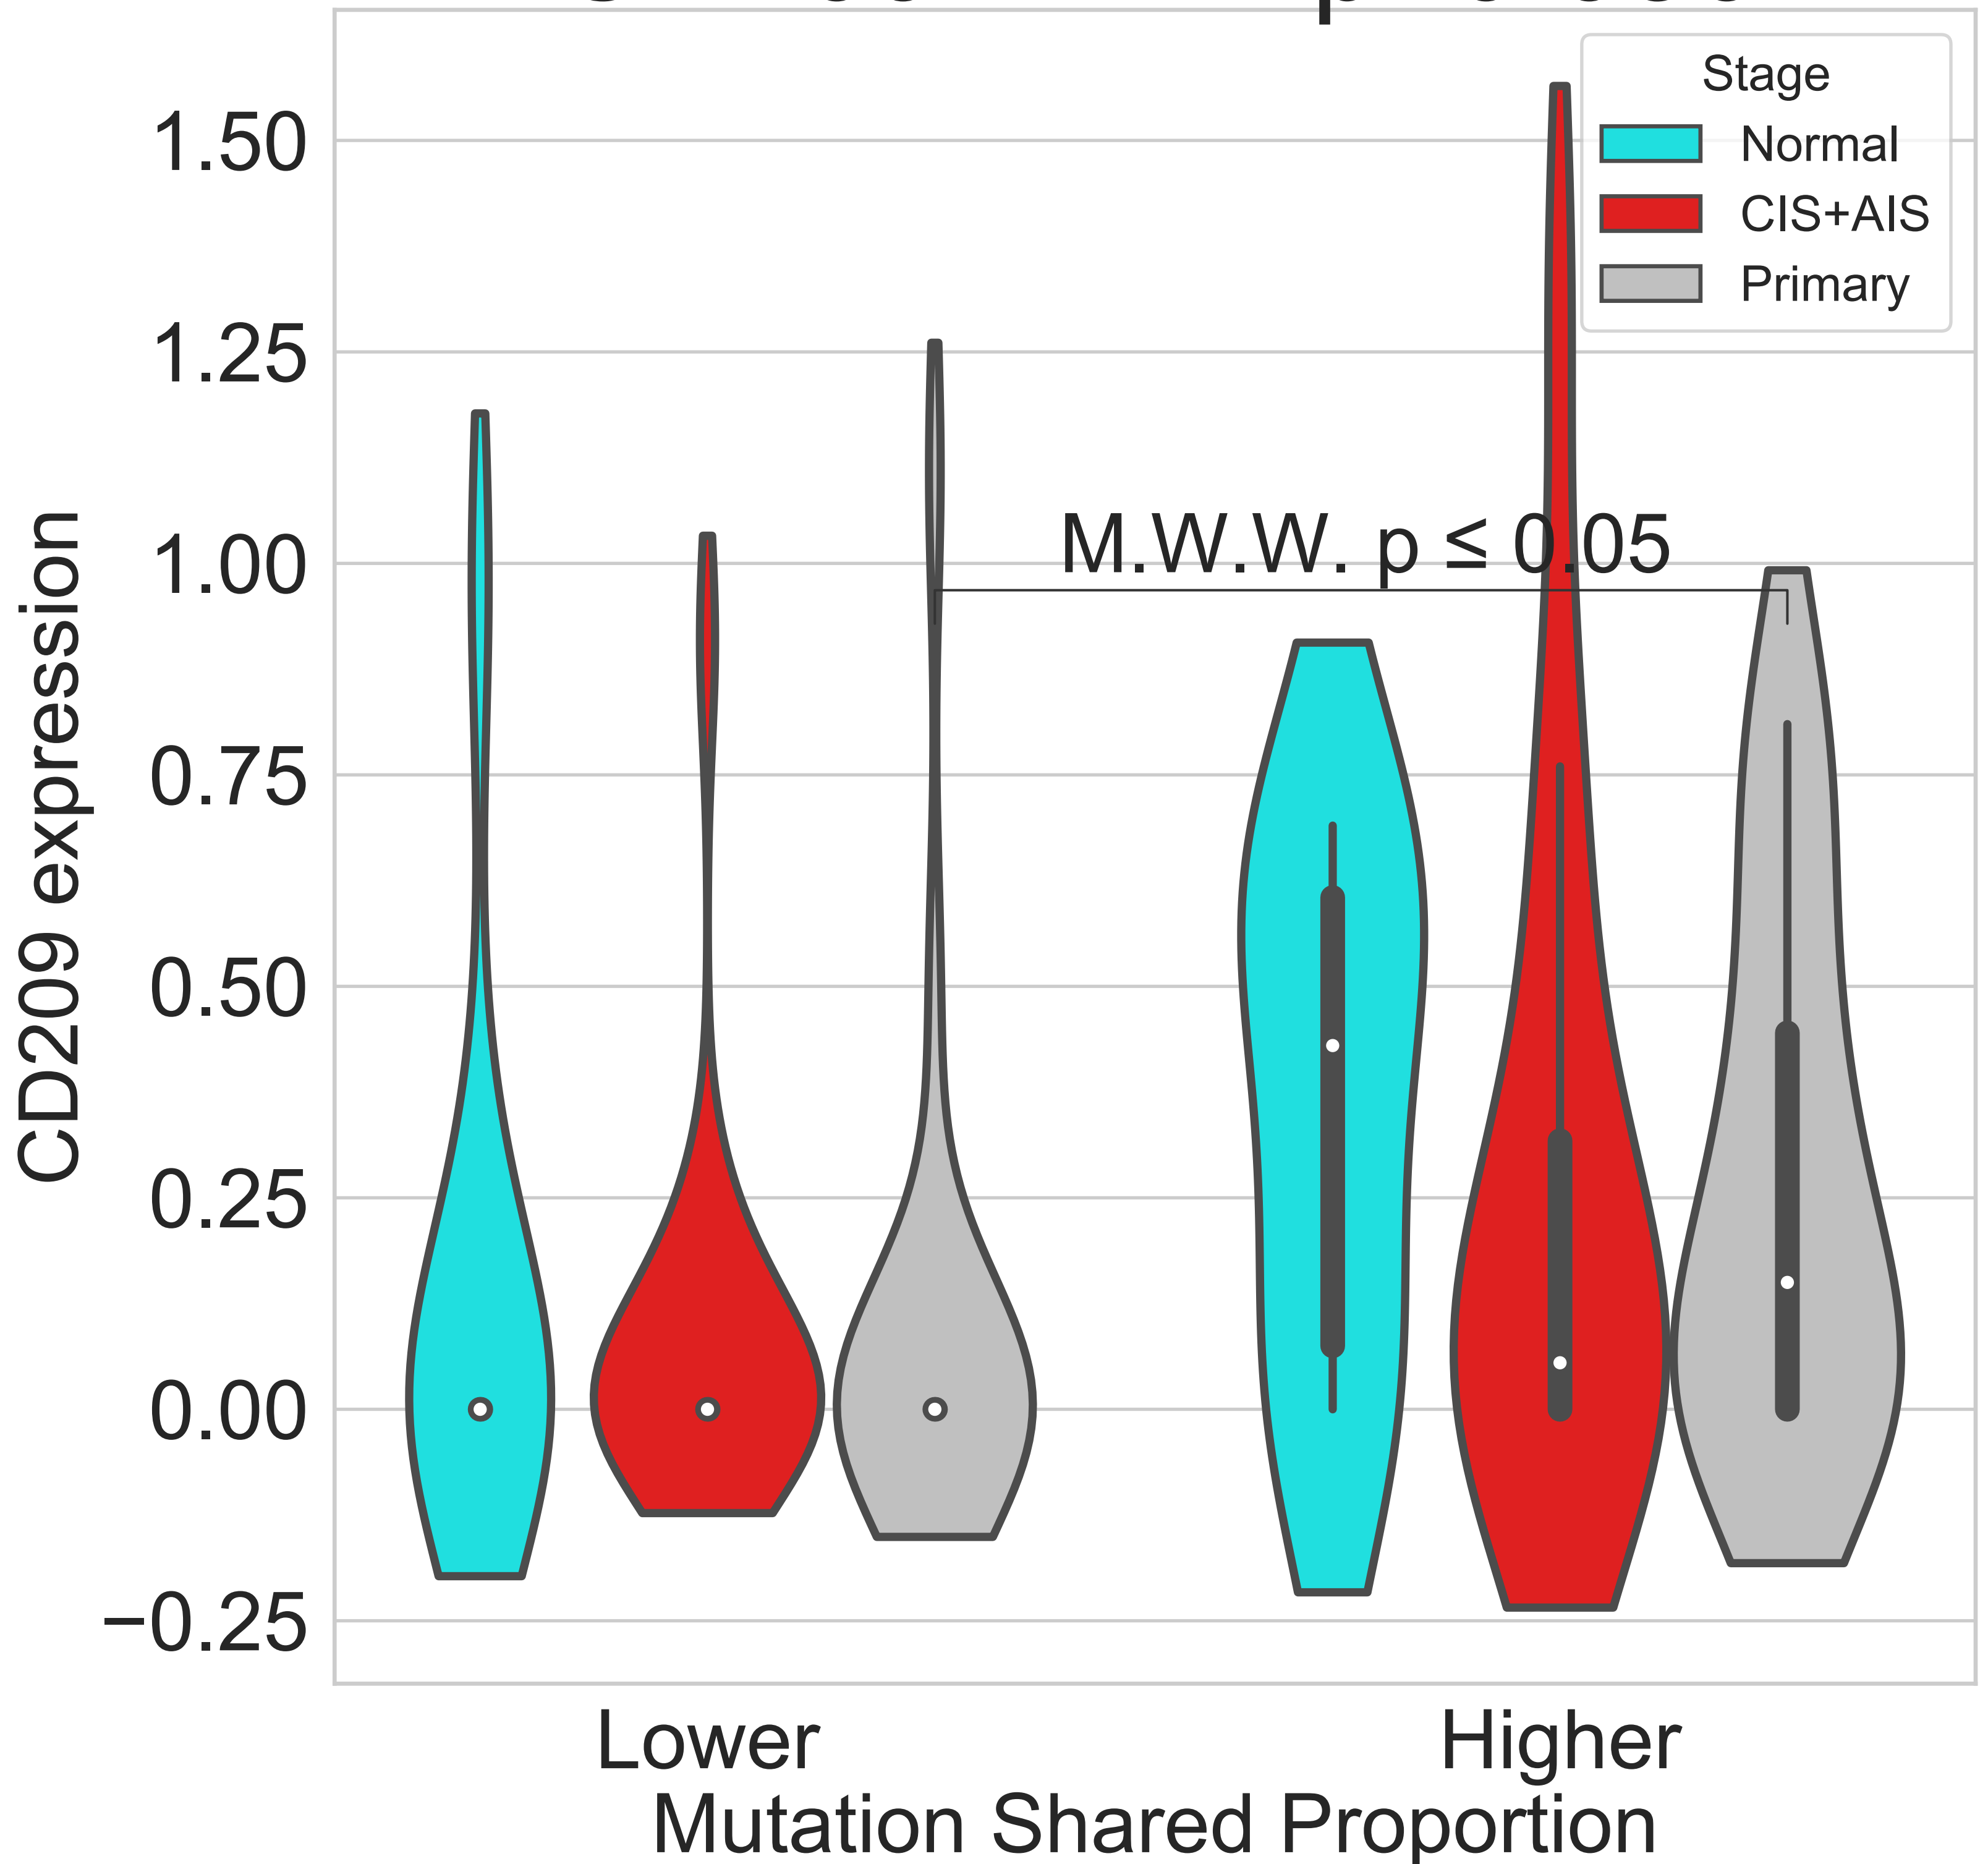 Stage
Normal
CIS+AIS
Primary
1.50
1.25
1.00
0.75
0.50
0.25
0.00
−0.25
CD209 expression
M.W.W. p ≤ 0.05
Lower
Higher
Mutation Shared Proportion